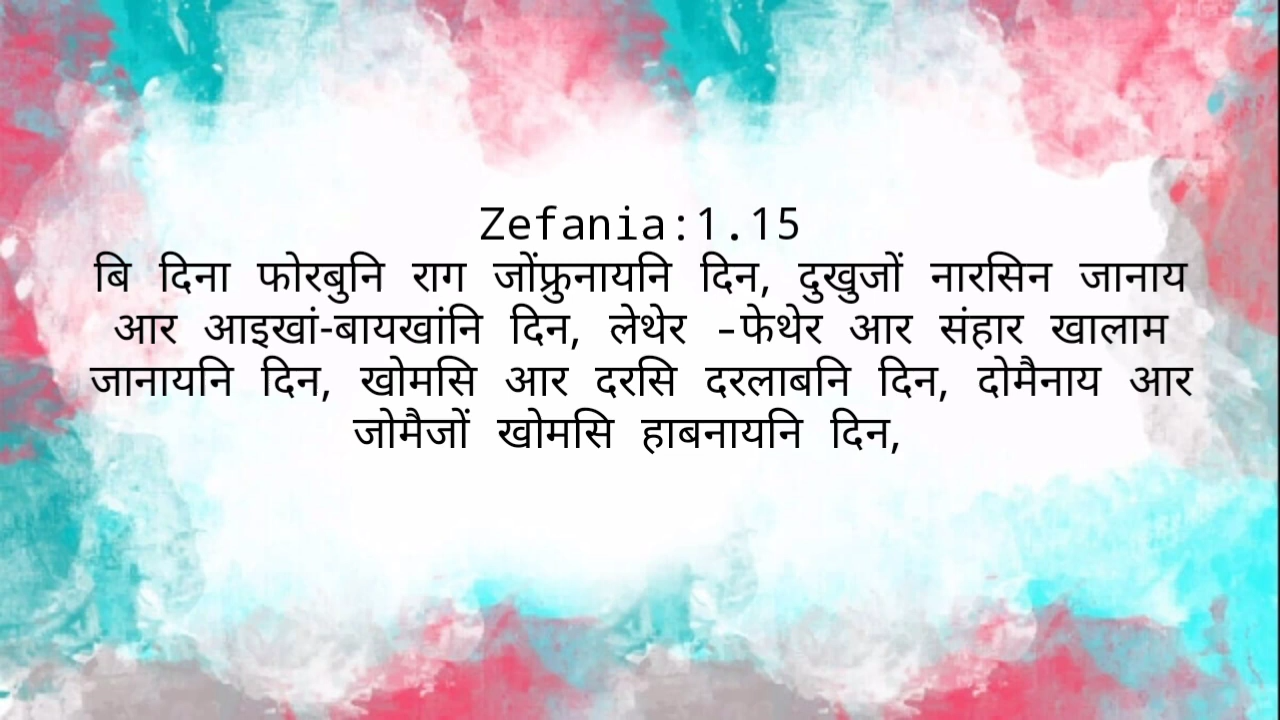 Zefania:1.15
बि दिना फोरबुनि राग जोंफ्रुनायनि दिन, दुखुजों नारसिन जानाय
आर आइखां-बायखांनि दिन, लेथेर -फेथेर आर संहार खालाम
जानायनि दिन, खोमसि आर दरसि दरलाबनि दिन, दोमैनाय आर
जोमैजों खोमसि हाबनायनि दिन,